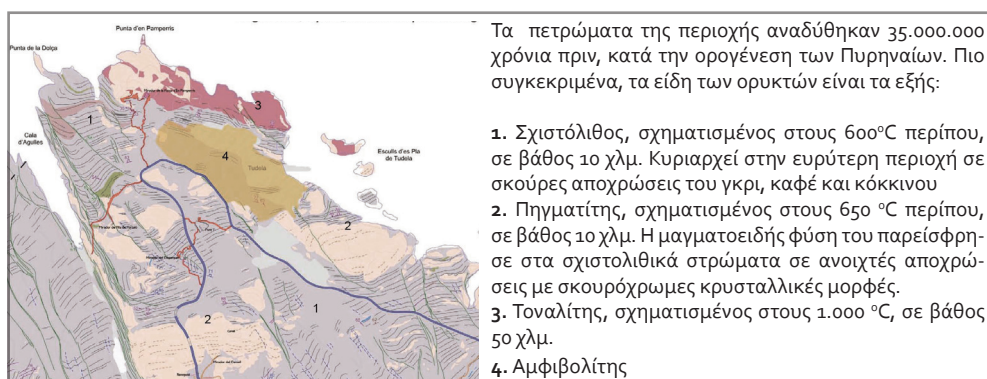 Punta d'en Pamperris
Punta de la Dolça
Cala
d'Agulles
1
3
4
Tudela
Esculls d'es Pla
de Tudela
2
1
2
Τα πετρώματα της περιοχής αναδύθηκαν 35.000.000
χρόνια πριν, κατά την ορογένεση των Πυρηναίων. Πιο
συγκεκριμένα, τα είδη των ορυκτών είναι τα εξής:
1. Σχιστόλιθος, σχηματισμένος στους 600°C περίπου,
σε βάθος 10 χλμ. Κυριαρχεί στην ευρύτερη περιοχή σε
σκούρες αποχρώσεις του γκρι, καφέ και κόκκινου
2. Πηγματίτης, σχηματισμένος στους 650 °C περίπου,
σε βάθος 10 χλμ. Η μαγματοειδής φύση του παρείσφρη-
σε στα σχιστολιθικά στρώματα σε ανοιχτές αποχρώ-
σεις με σκουρόχρωμες κρυσταλλικές μορφές.
3. Τοναλίτης, σχηματισμένος στους 1.000 °C, σε βάθος
50 χλμ.
4. Αμφιβολίτης